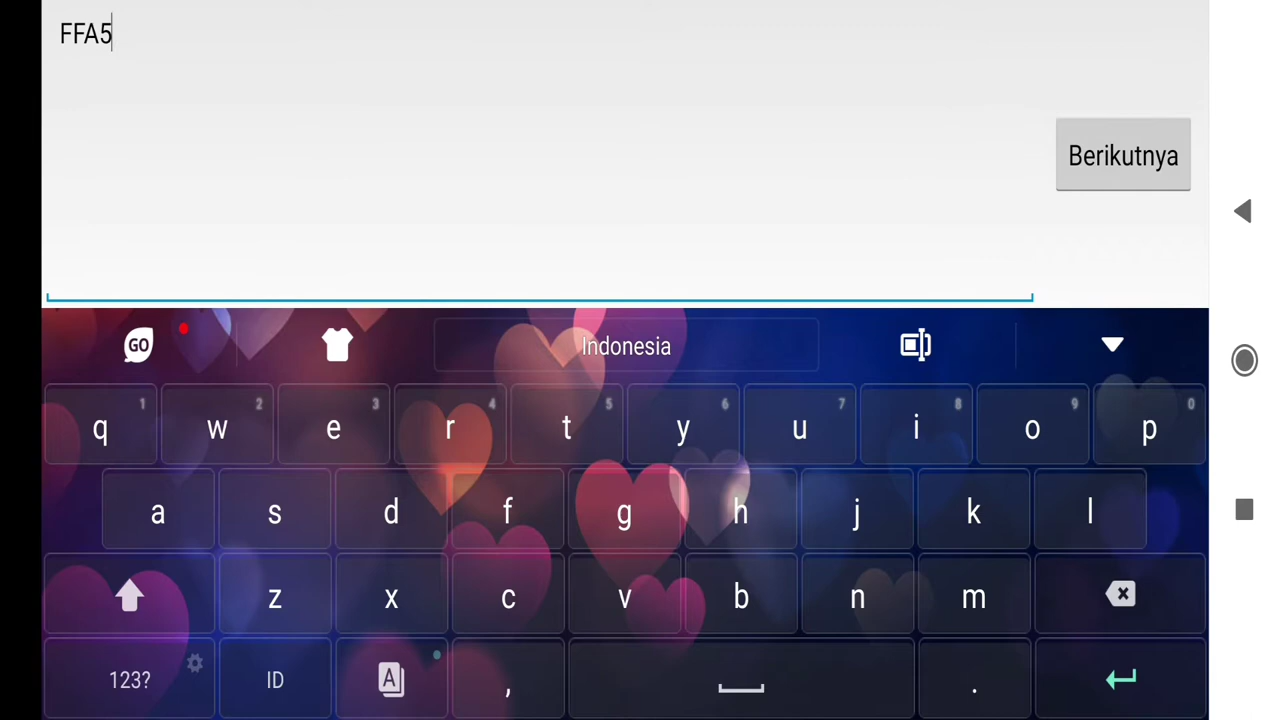 FFA5
Berikutnya
GO
Indonesia
1 2 3 4 5 6 7 8 9 0
q w e r t y u i o p
a s d f g h j k l
z x c v b n m
123? ID A , .